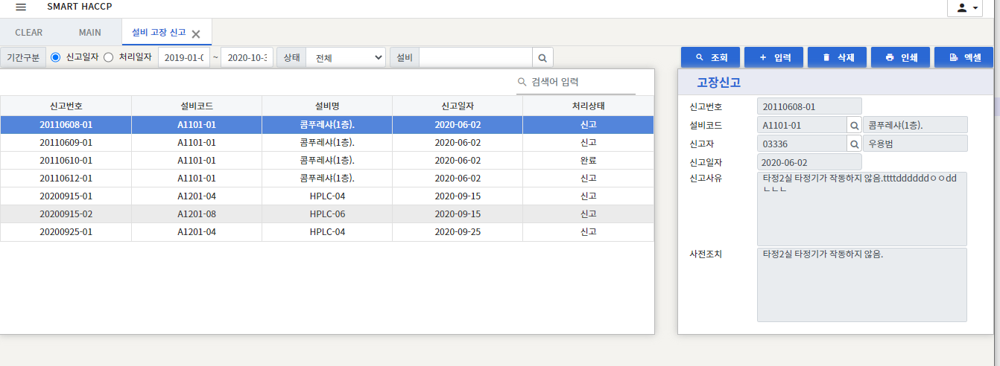 SMART HACCP
CLEAR MAIN 설비 고장 신고
기간구분 신고일자 처리일자 2019-01-0 ~ 2020-10-3 상태 전체 설비 조회 입력 삭제 인쇄 엑셀
검색어 입력
신고번호 설비코드 설비명 신고일자 처리상태
20110608-01 A1101-01 콤푸레샤(1층). 2020-06-02 신고
20110609-01 A1101-01 콤푸레샤(1층). 2020-06-02 신고
20110610-01 A1101-01 콤푸레샤(1층). 2020-06-02 완료
20110612-01 A1101-01 콤푸레샤(1층). 2020-06-02 신고
20200915-01 A1201-04 HPLC-04 2020-09-15 신고
20200915-02 A1201-08 HPLC-06 2020-09-15 신고
20200925-01 A1201-04 HPLC-04 2020-09-25 신고
고장신고
신고번호 20110608-01
설비코드 A1101-01 콤푸레샤(1층).
신고자 03336 우용범
신고일자 2020-06-02
신고사유 타정2실 타정기가 작동하지 않음.ttttddddddㅇㅇdd
ㄴㄴㄴ
사전조치 타정2실 타정기가 작동하지 않음.